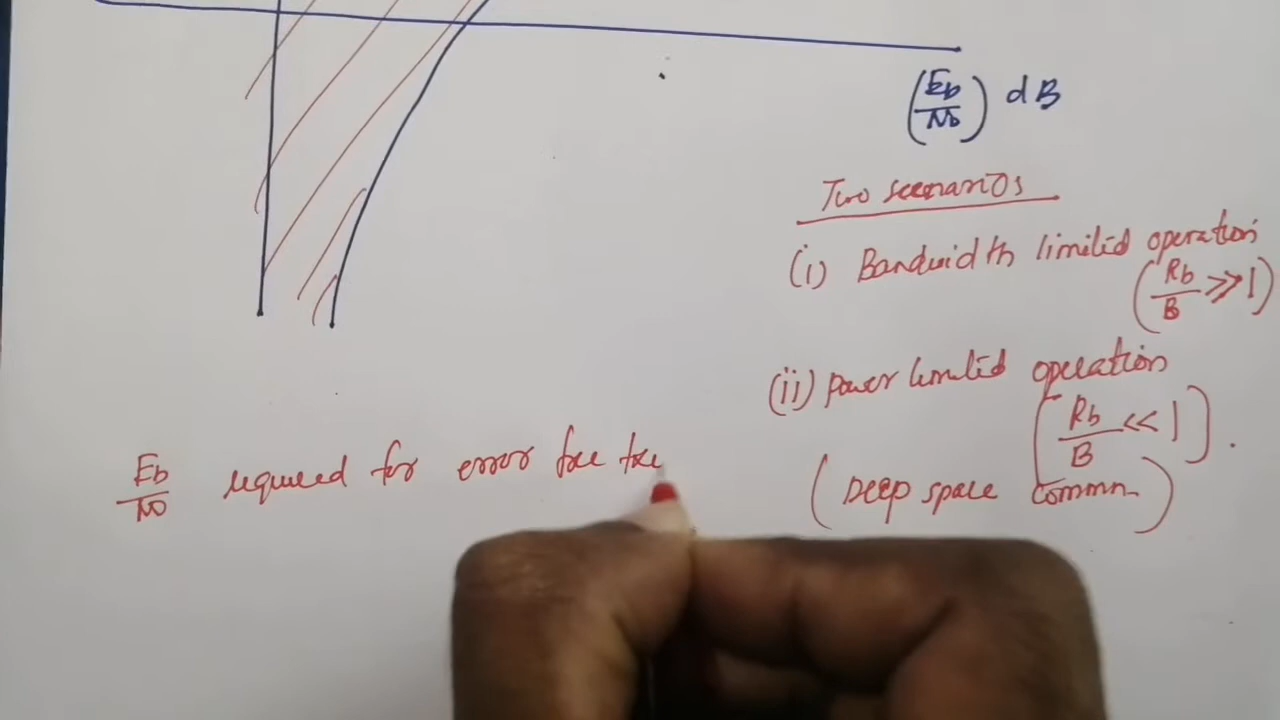 (Eb/N0) dB
Two scenarios
(i) Bandwidth limited operation
(Rb/B >> 1)
(ii) Power limited operation
[Rb/B << 1].
(Deep space commn)
Eb/N0 required for error free